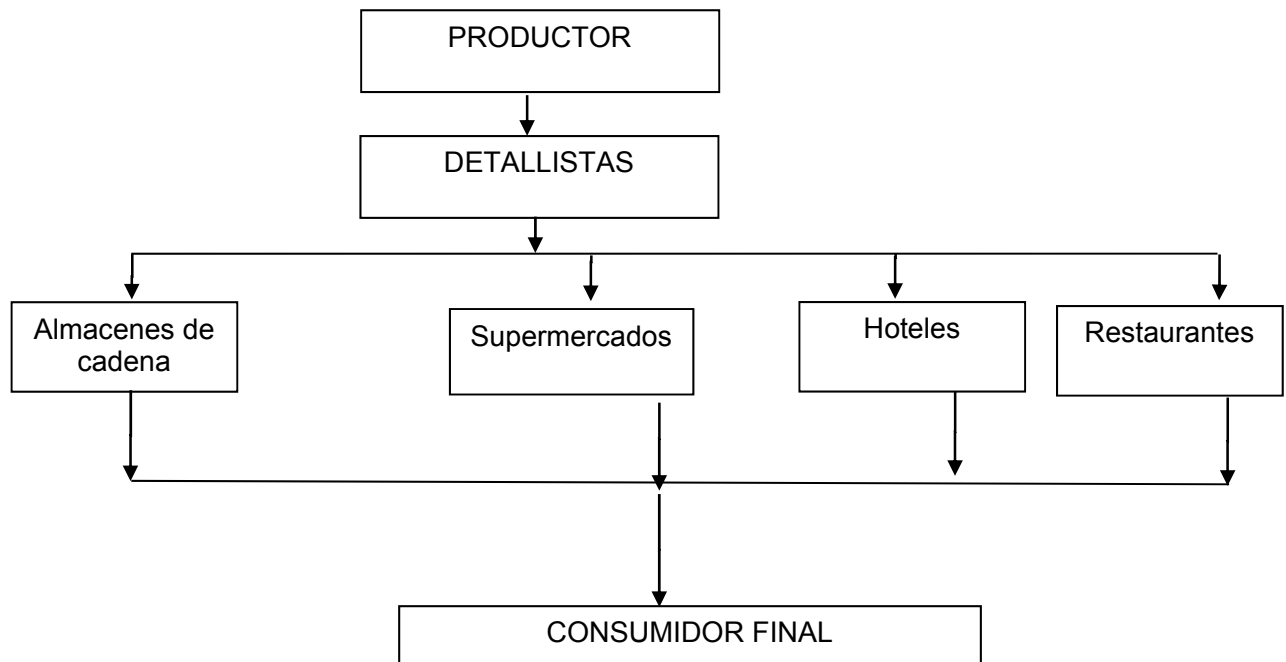 PRODUCTOR
DETALLISTAS
Almacenes de
cadena
Supermercados
Hoteles
Restaurantes
CONSUMIDOR FINAL